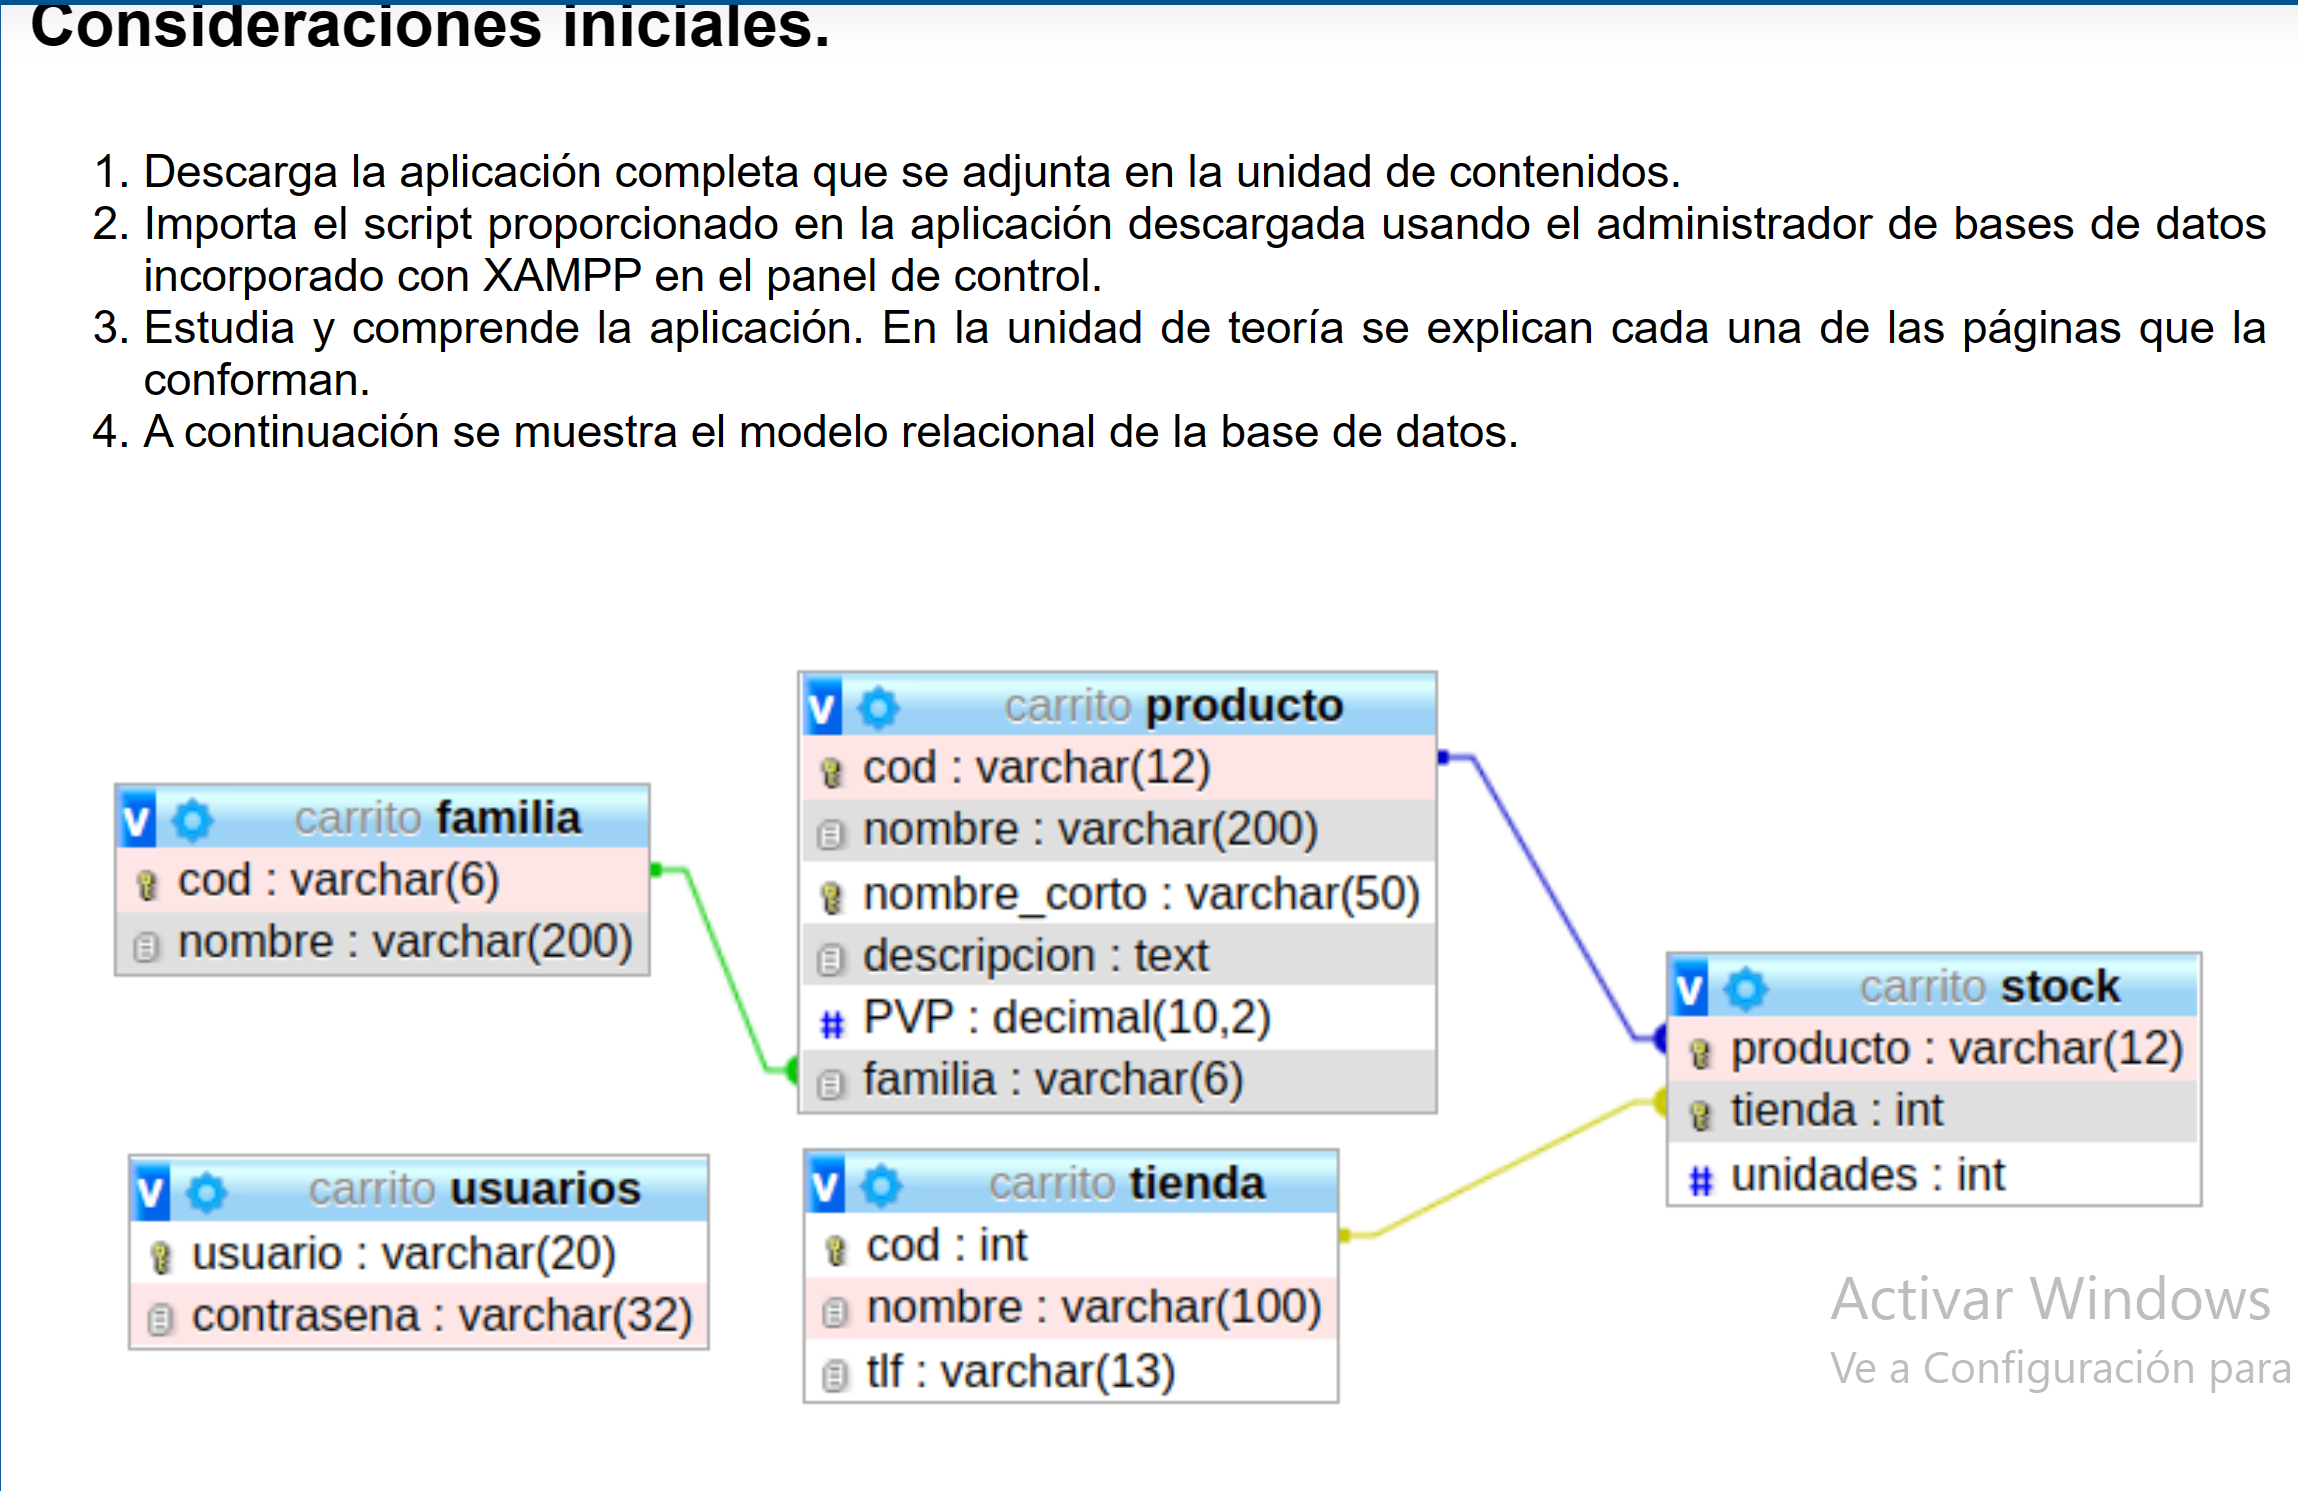 Consideraciones iniciales.
1. Descarga la aplicación completa que se adjunta en la unidad de contenidos.
2. Importa el script proporcionado en la aplicación descargada usando el administrador de bases de datos
incorporado con XAMPP en el panel de control.
3. Estudia y comprende la aplicación. En la unidad de teoría se explican cada una de las páginas que la
conforman.
4. A continuación se muestra el modelo relacional de la base de datos.
v carrito familia
cod : varchar(6)
nombre : varchar(200)
v carrito producto
cod : varchar(12)
nombre : varchar(200)
nombre_corto : varchar(50)
descripcion : text
# PVP : decimal(10,2)
familia : varchar(6)
v carrito stock
producto : varchar(12)
tienda : int
# unidades : int
v carrito usuarios
usuario : varchar(20)
contrasena : varchar(32)
v carrito tienda
cod : int
nombre : varchar(100)
tlf : varchar(13)
Activar Windows
Ve a Configuración para